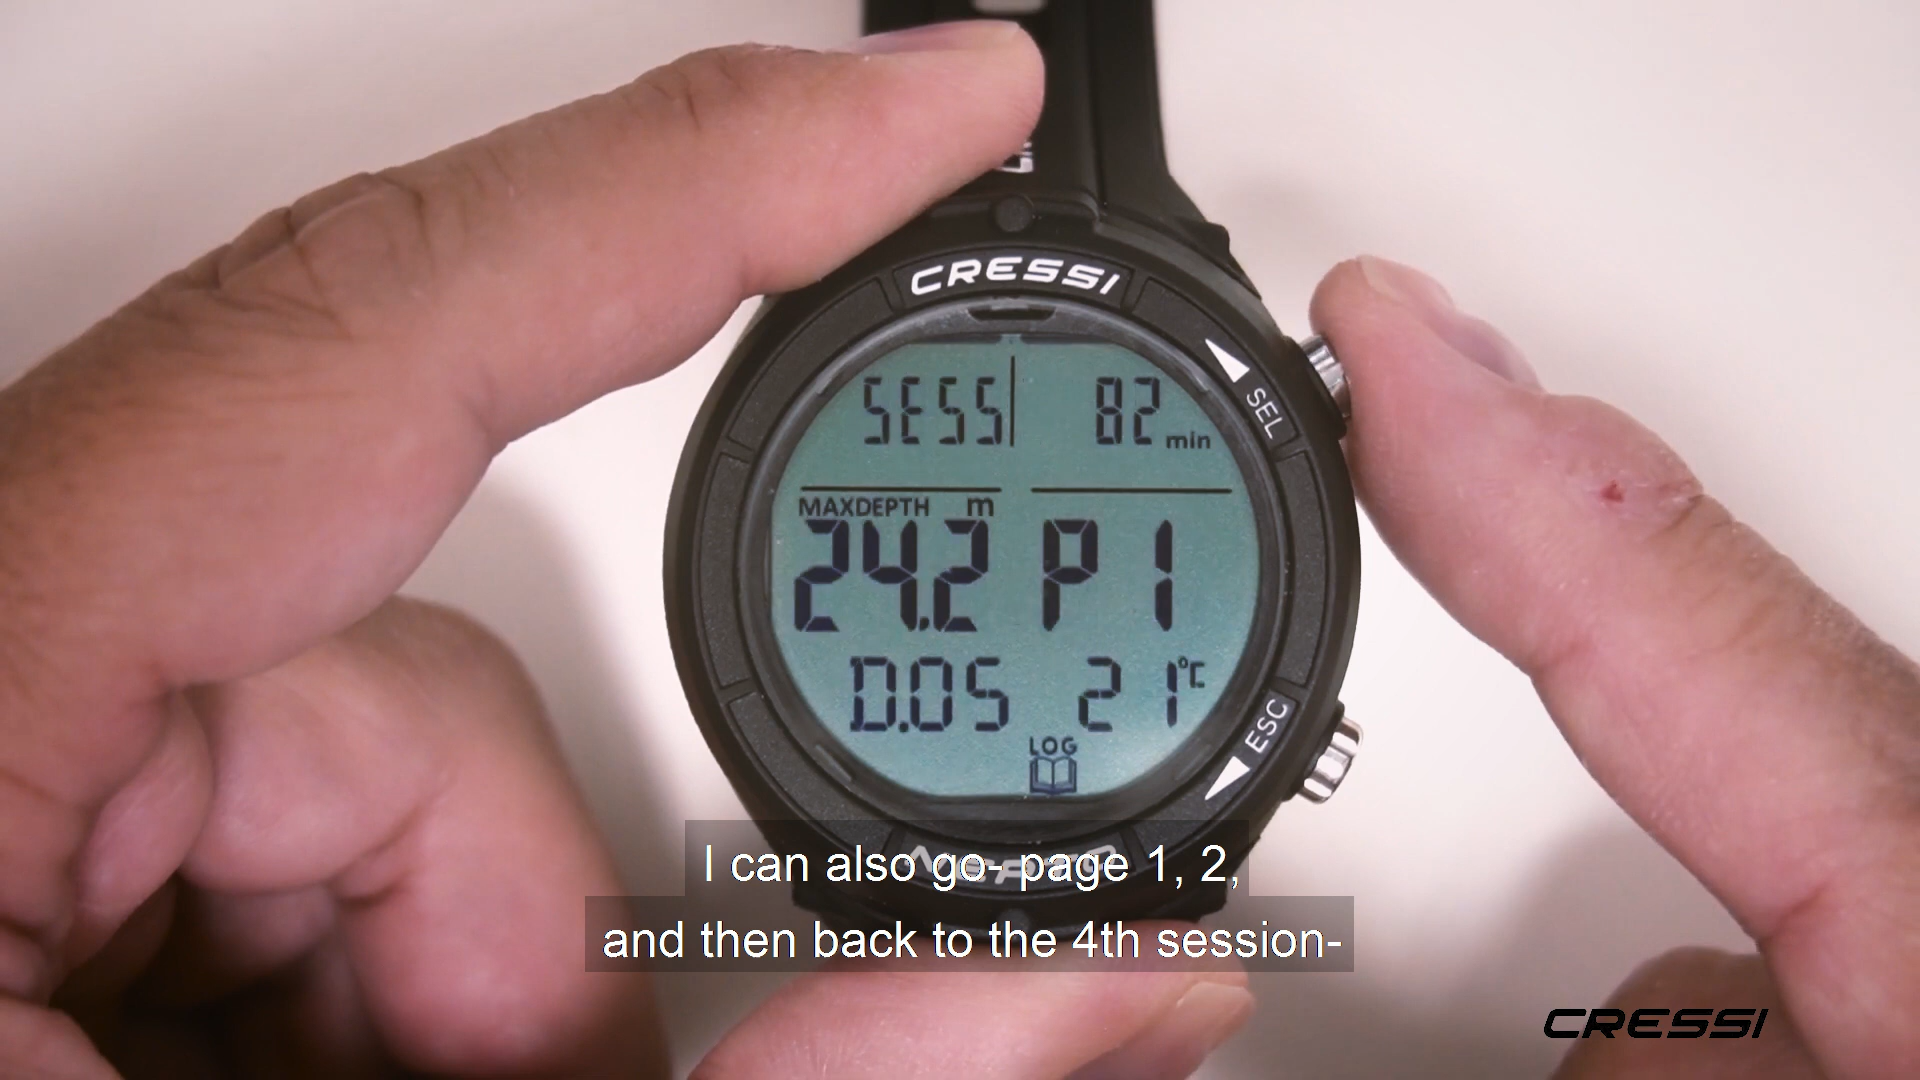 CRESSI
SEL
SESS 82 min
MAXDEPTH m
24.2 P1
D.05 21°C
ESC
LOG
NEPTO
I can also go- page 1, 2,
and then back to the 4th session-
CRESSI